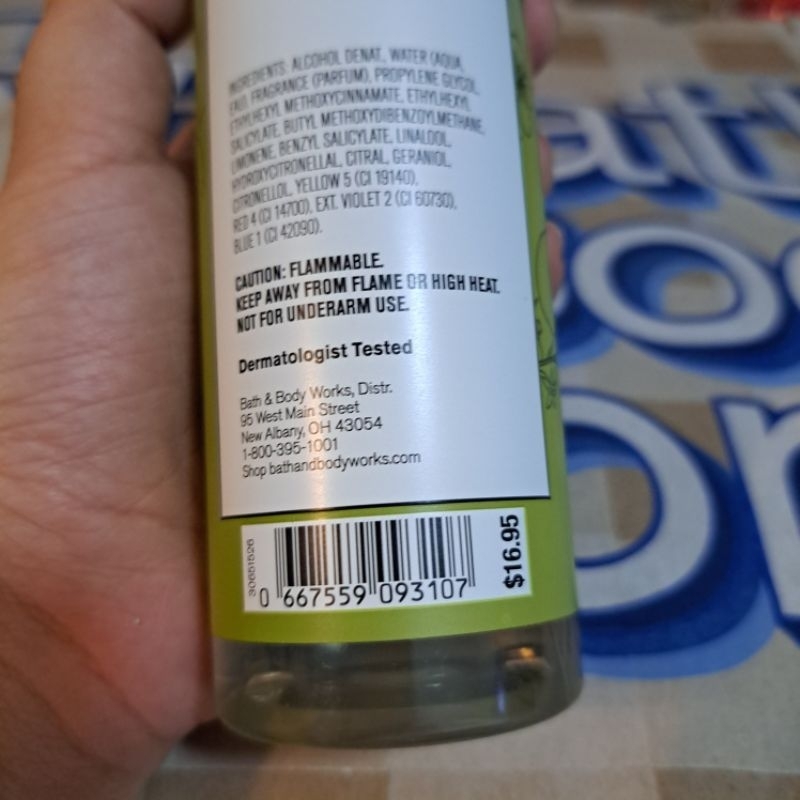 INGREDIENTS: ALCOHOL DENAT., WATER (AQUA,
EAU), FRAGRANCE (PARFUM), PROPYLENE GLYCOL,
ETHYLHEXYL METHOXYCINNAMATE, ETHYLHEXYL
SALICYLATE, BUTYL METHOXYDIBENZOYLMETHANE,
LIMONENE, BENZYL SALICYLATE, LINALOOL,
HYDROXYCITRONELLAL, CITRAL, GERANIOL,
CITRONELLOL, YELLOW 5 (CI 19140),
RED 4 (CI 14700), EXT. VIOLET 2 (CI 60730),
BLUE 1 (CI 42090).
CAUTION: FLAMMABLE.
KEEP AWAY FROM FLAME OR HIGH HEAT.
NOT FOR UNDERARM USE.
Dermatologist Tested
Bath & Body Works, Distr.
95 West Main Street
New Albany, OH 43054
1-800-395-1001
Shop bathandbodyworks.com
30651526
0 667559 093107
$16.95